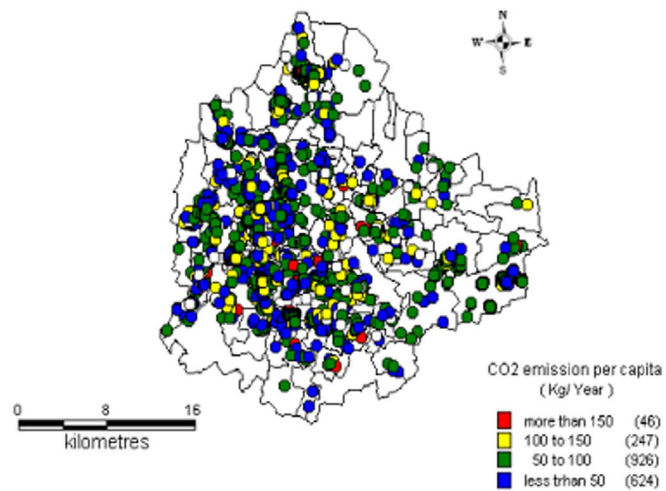 N
W E
S
CO2 emission per capita
( Kg/ Year )
more than 150 (46)
100 to 150 (247)
50 to 100 (926)
less trhan 50 (624)
0 8 16
kilometres